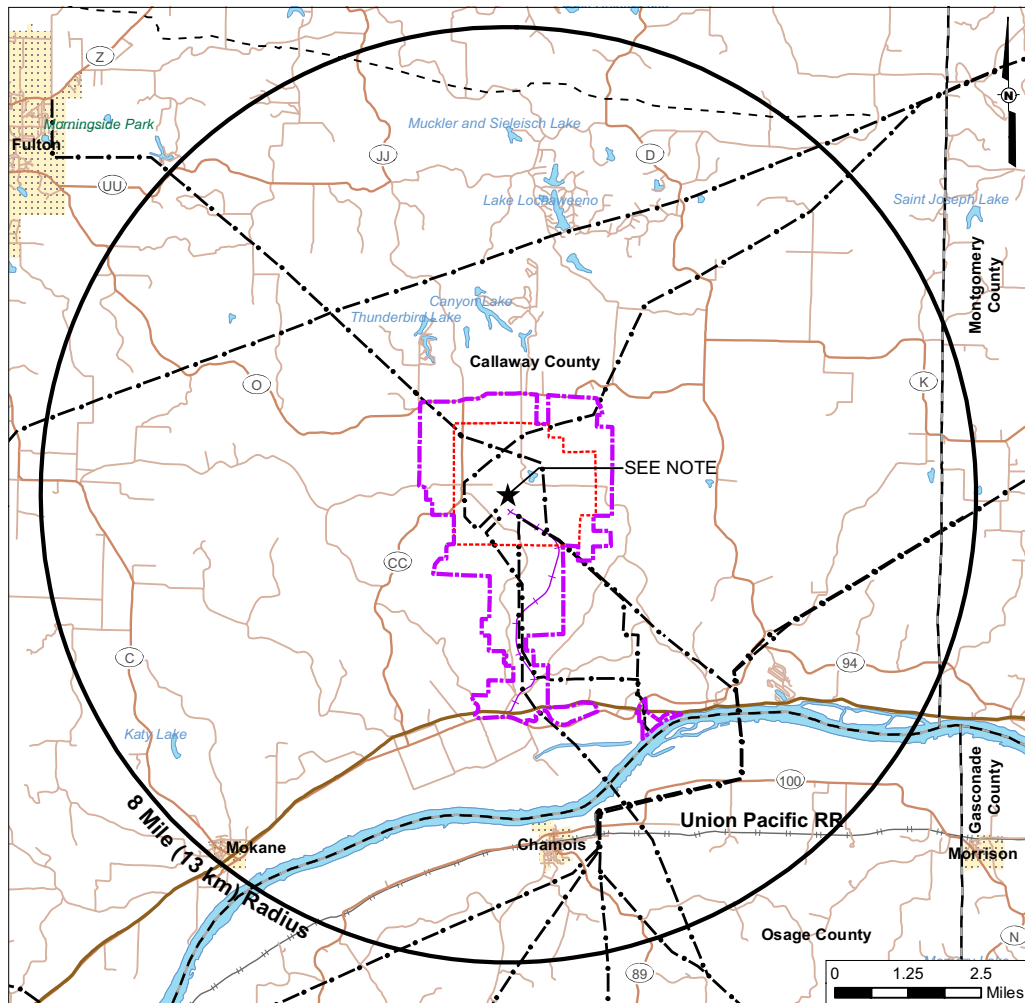 Z
N
Morningside Park
Muckler and Sieleisch Lake
Fulton
JJ
D
UU
Lake Lochaweeno
Saint Joseph Lake
Montgomery
County
Canyon Lake
Thunderbird Lake
Callaway County
O
K
SEE NOTE
CC
C
94
Katy Lake
100
Gasconade
County
8 Mile (13 km) Radius
Union Pacific RR
Mokane
Chamois
Morrison
Osage County
N
89
0 1.25 2.5
Miles